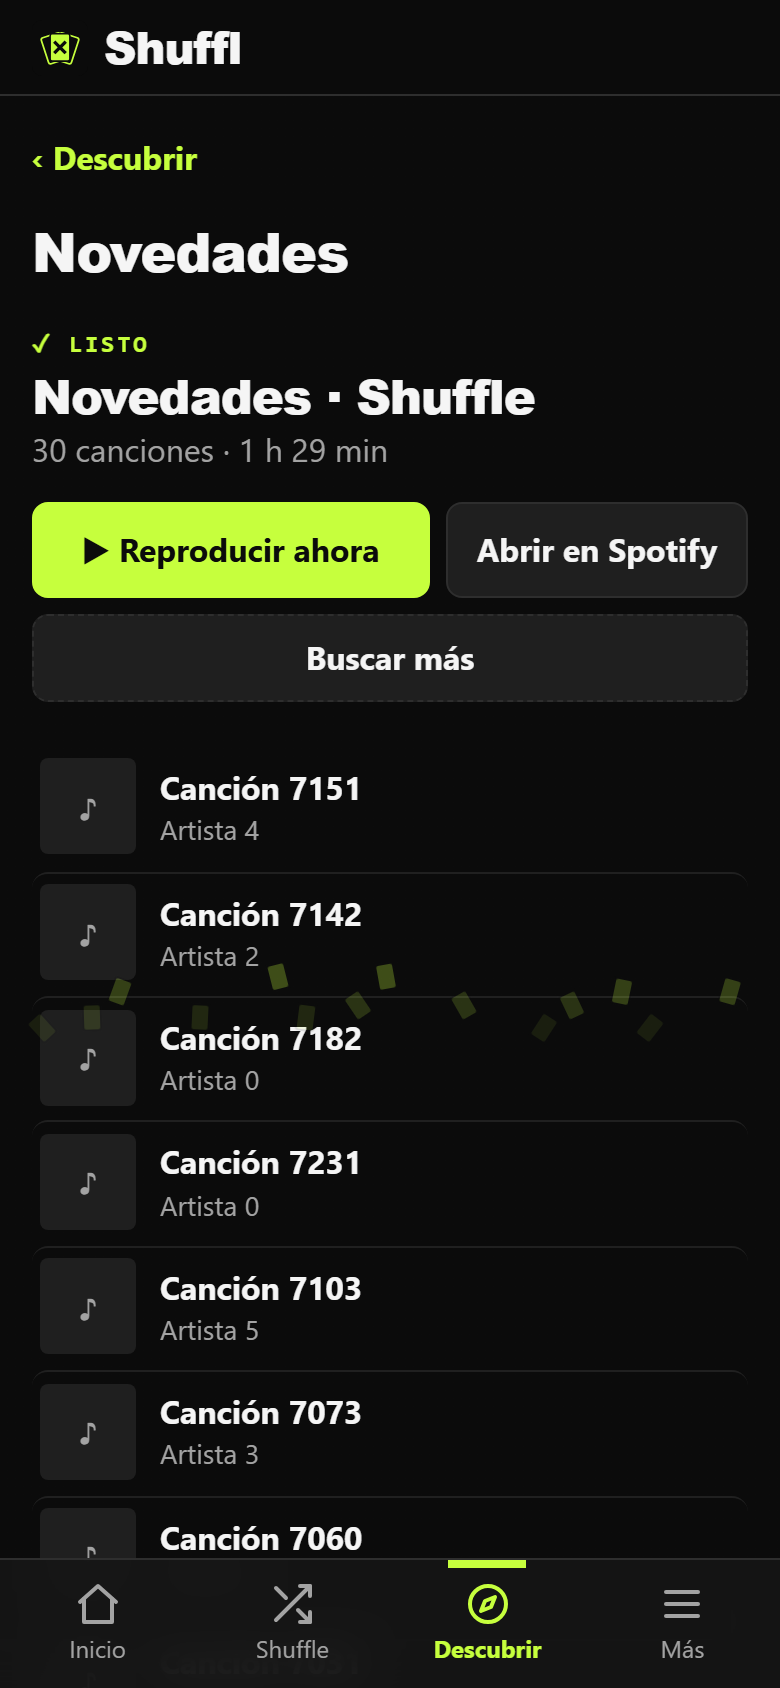 Shuffl
‹ Descubrir
Novedades
✓ LISTO
Novedades · Shuffle
30 canciones · 1 h 29 min
▶ Reproducir ahora
Abrir en Spotify
Buscar más
Canción 7151
Artista 4
Canción 7142
Artista 2
Canción 7182
Artista 0
Canción 7231
Artista 0
Canción 7103
Artista 5
Canción 7073
Artista 3
Canción 7060
Inicio
Shuffle
Descubrir
Más